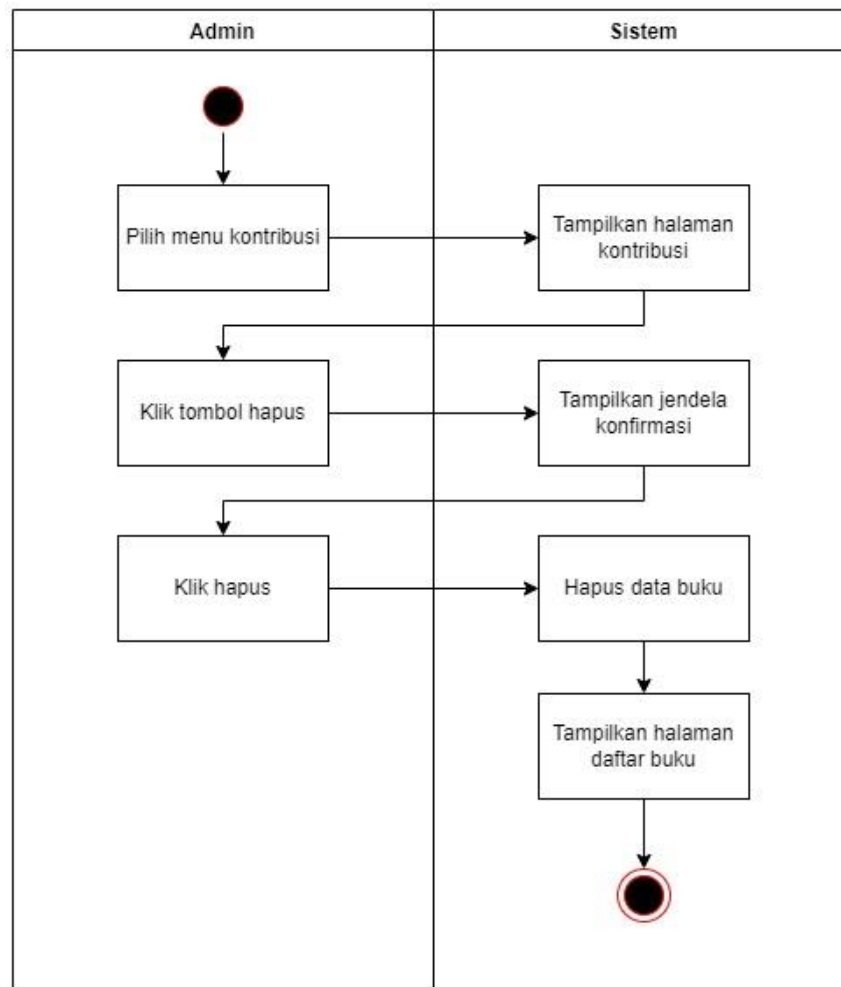 Admin
Sistem
Pilih menu kontribusi
Tampilkan halaman
kontribusi
Klik tombol hapus
Tampilkan jendela
konfirmasi
Klik hapus
Hapus data buku
Tampilkan halaman
daftar buku